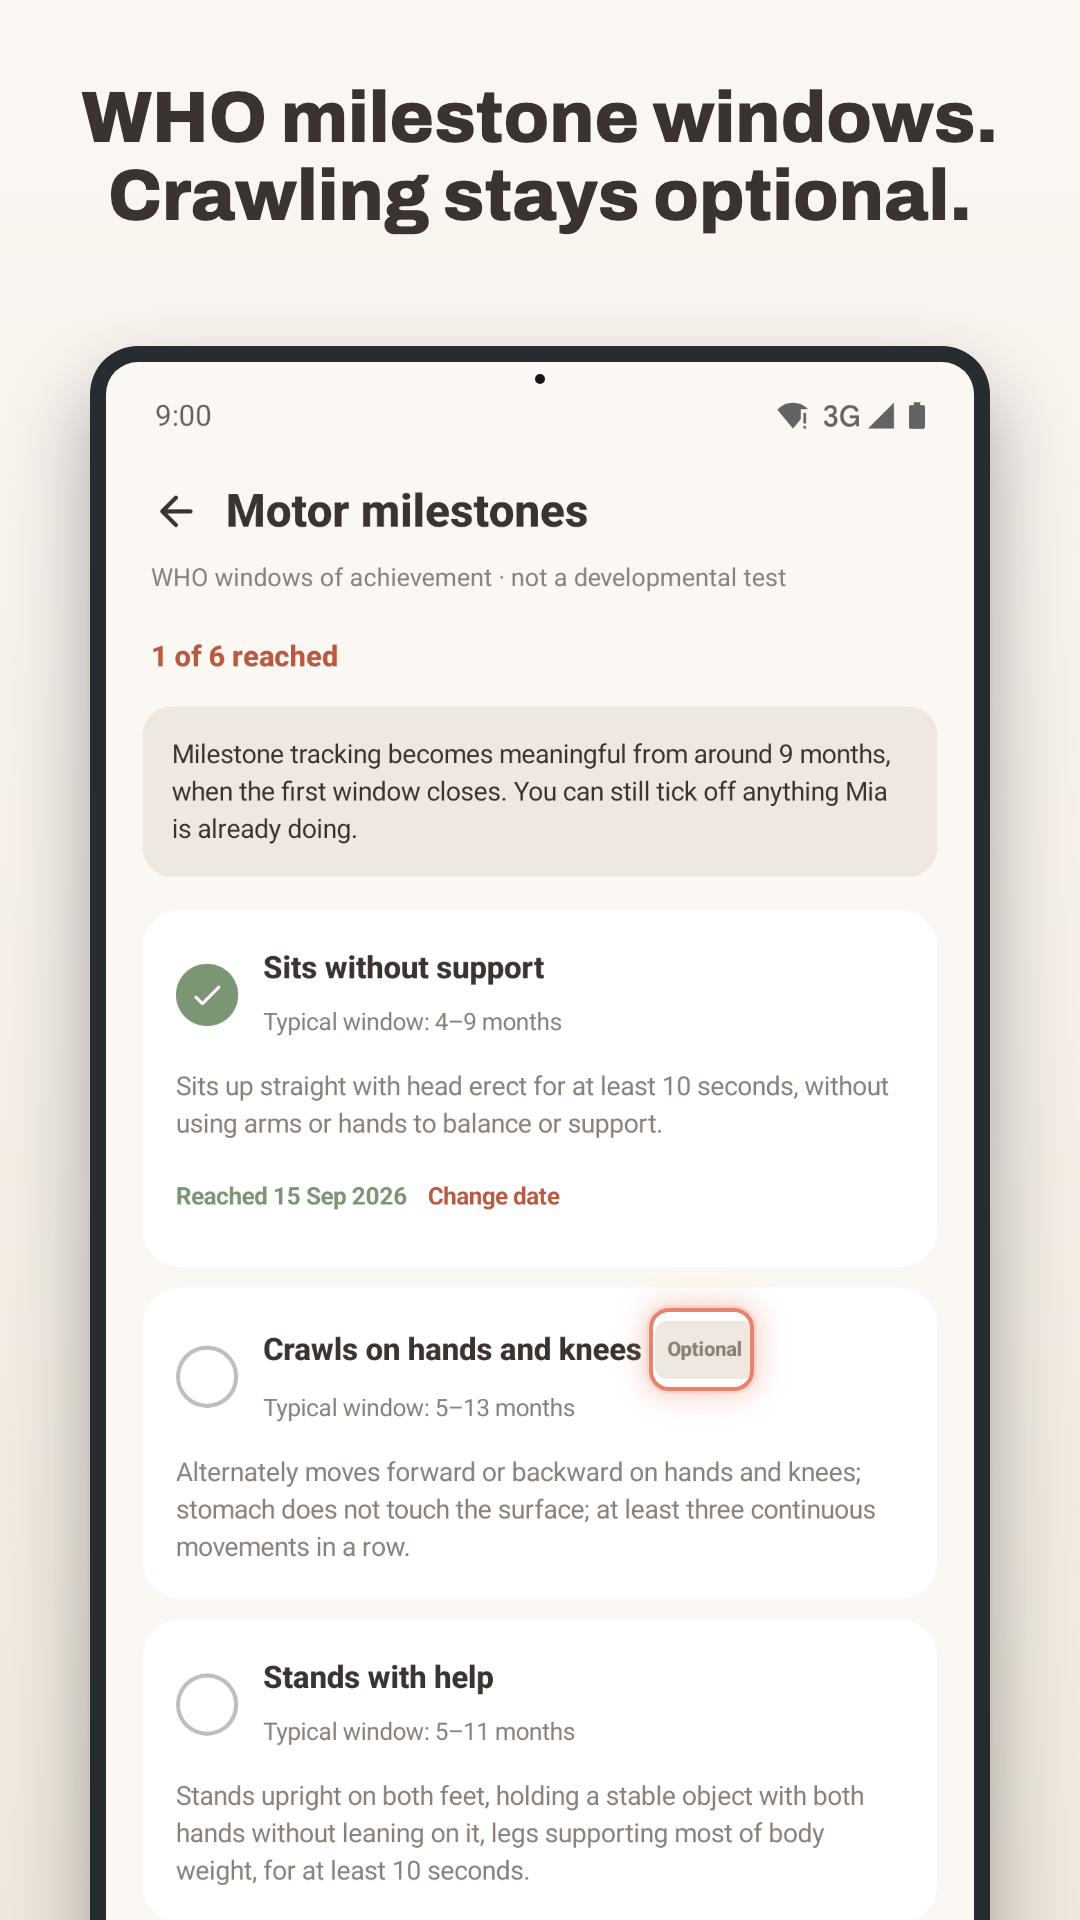 WHO milestone windows.
Crawling stays optional.
9:00
3G
Motor milestones
WHO windows of achievement · not a developmental test
1 of 6 reached
Milestone tracking becomes meaningful from around 9 months,
when the first window closes. You can still tick off anything Mia
is already doing.
Sits without support
Typical window: 4–9 months
Sits up straight with head erect for at least 10 seconds, without
using arms or hands to balance or support.
Reached 15 Sep 2026 Change date
Crawls on hands and knees Optional
Typical window: 5–13 months
Alternately moves forward or backward on hands and knees;
stomach does not touch the surface; at least three continuous
movements in a row.
Stands with help
Typical window: 5–11 months
Stands upright on both feet, holding a stable object with both
hands without leaning on it, legs supporting most of body
weight, for at least 10 seconds.